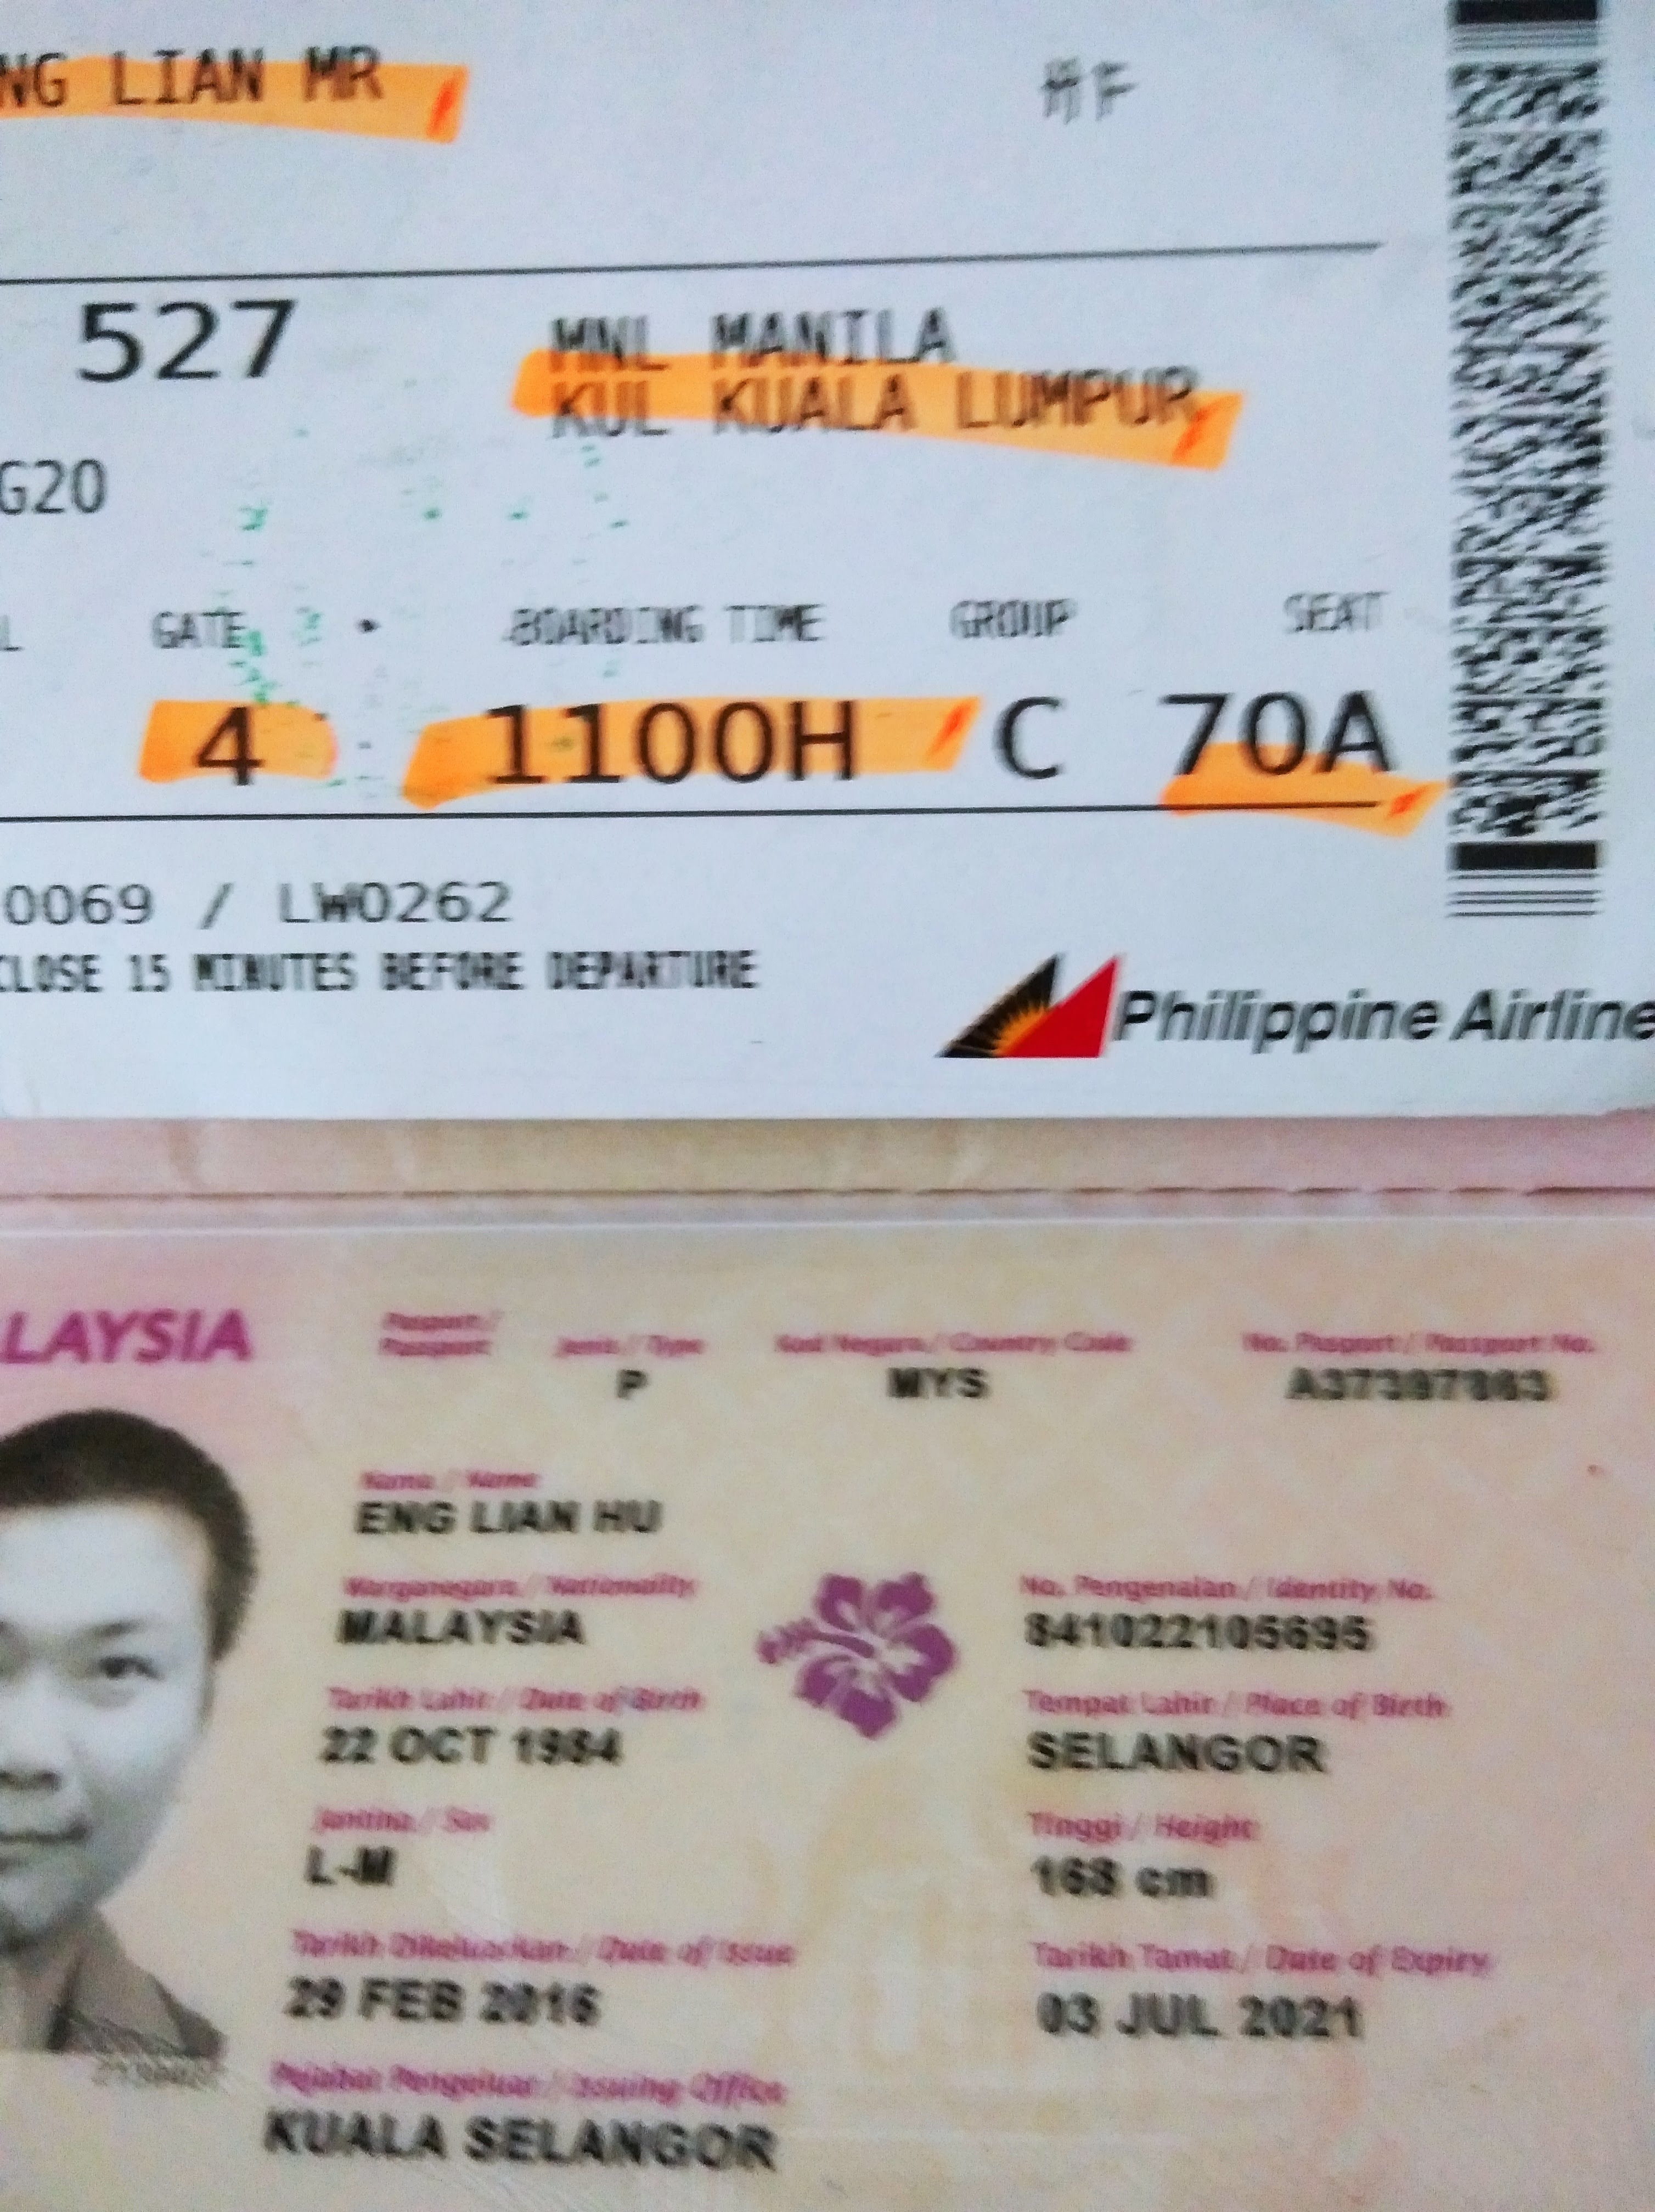 NG LIAN MR HF
527 MNL MANILA
KUL KUALA LUMPUR
G20
L GATE BOARDING TIME GROUP SEAT
4 1100H C 70A
0069 / LW0262
CLOSE 15 MINUTES BEFORE DEPARTURE
Philippine Airline
LAYSIA
Pasport / Passport Jenis / Type Kod Negara / Country Code No. Pasport / Passport No.
P MYS
Nama / Name
ENG LIAN HU
Warganegara / Nationality No. Pengenalan / Identity No.
MALAYSIA 841022105695
Tarikh Lahir / Date of Birth Tempat Lahir / Place of Birth
22 OCT 1984 SELANGOR
Jantina / Sex Tinggi / Height
L-M 168 cm
Tarikh Dikeluarkan / Date of Issue Tarikh Tamat / Date of Expiry
29 FEB 2016 03 JUL 2021
Pejabat Pengeluar / Issuing Office
KUALA SELANGOR